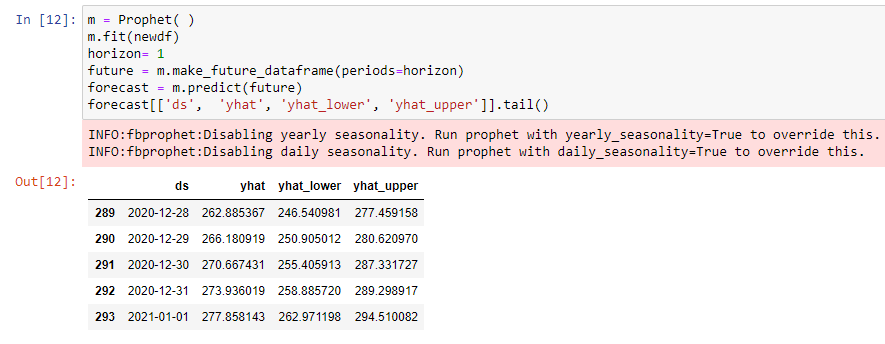 In [12]: m = Prophet( )
m.fit(newdf)
horizon= 1
future = m.make_future_dataframe(periods=horizon)
forecast = m.predict(future)
forecast[['ds',  'yhat', 'yhat_lower', 'yhat_upper']].tail()
INFO:fbprophet:Disabling yearly seasonality. Run prophet with yearly_seasonality=True to override this.
INFO:fbprophet:Disabling daily seasonality. Run prophet with daily_seasonality=True to override this.
Out[12]:
ds yhat yhat_lower yhat_upper
289 2020-12-28 262.885367 246.540981 277.459158
290 2020-12-29 266.180919 250.905012 280.620970
291 2020-12-30 270.667431 255.405913 287.331727
292 2020-12-31 273.936019 258.885720 289.298917
293 2021-01-01 277.858143 262.971198 294.510082